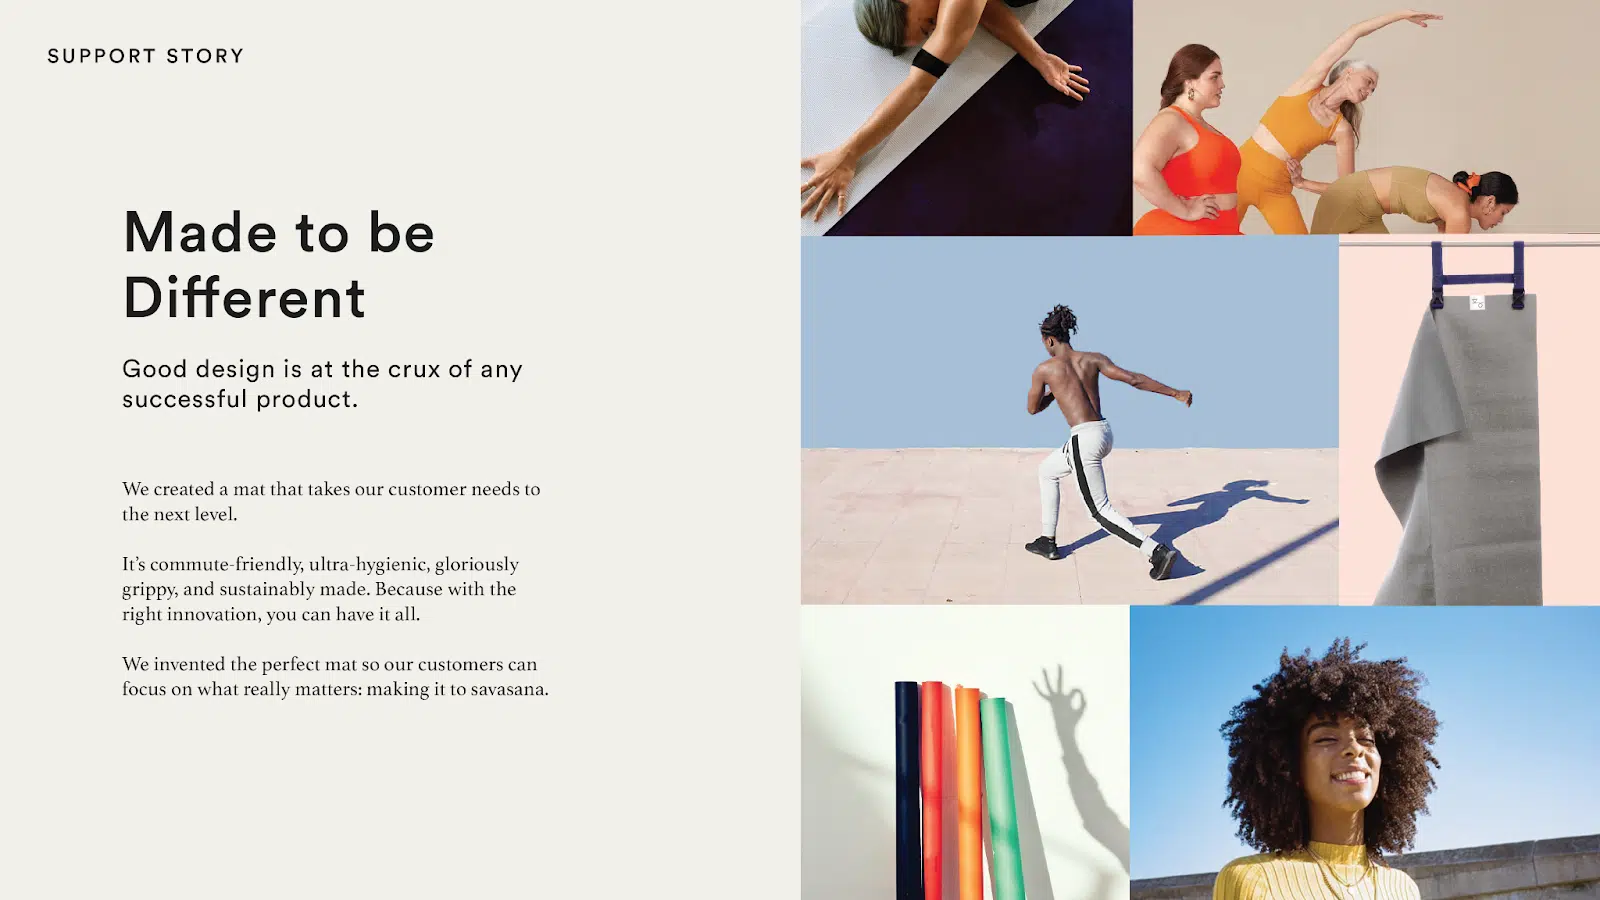 SUPPORT STORY
Made to be
Different
Good design is at the crux of any
successful product.
We created a mat that takes our customer needs to
the next level.
It’s commute-friendly, ultra-hygienic, gloriously
grippy, and sustainably made. Because with the
right innovation, you can have it all.
We invented the perfect mat so our customers can
focus on what really matters: making it to savasana.